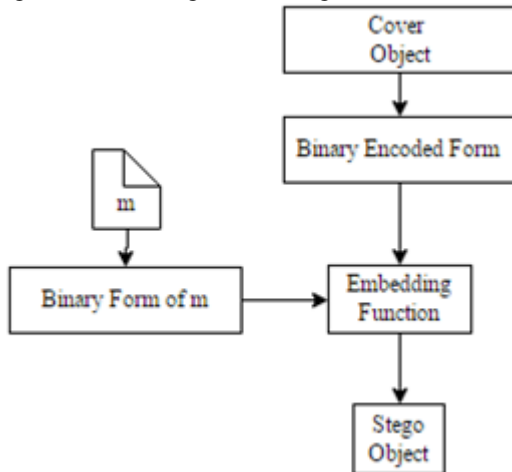 Cover
Object
Binary Encoded Form
m
Binary Form of m
Embedding
Function
Stego
Object